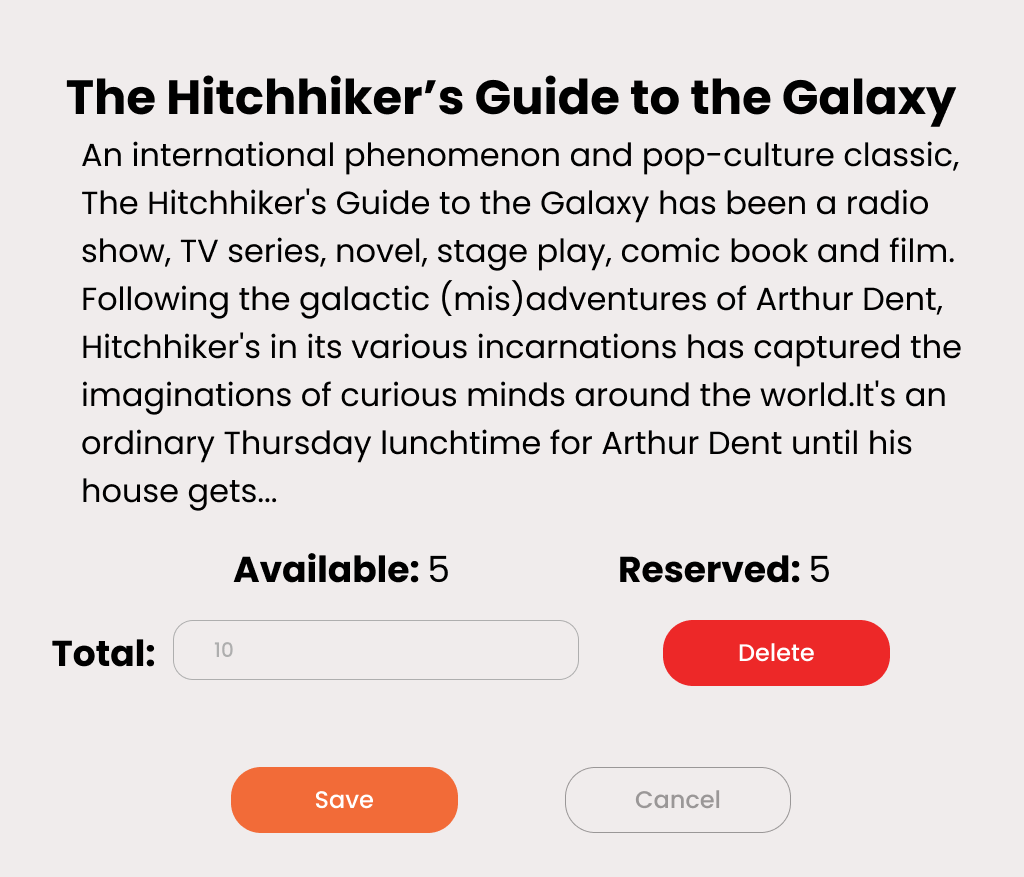 The Hitchhiker’s Guide to the Galaxy
An international phenomenon and pop-culture classic,
The Hitchhiker's Guide to the Galaxy has been a radio
show, TV series, novel, stage play, comic book and film.
Following the galactic (mis)adventures of Arthur Dent,
Hitchhiker's in its various incarnations has captured the
imaginations of curious minds around the world.It's an
ordinary Thursday lunchtime for Arthur Dent until his
house gets...
Available: 5 Reserved: 5
Total: 10 Delete
Save Cancel